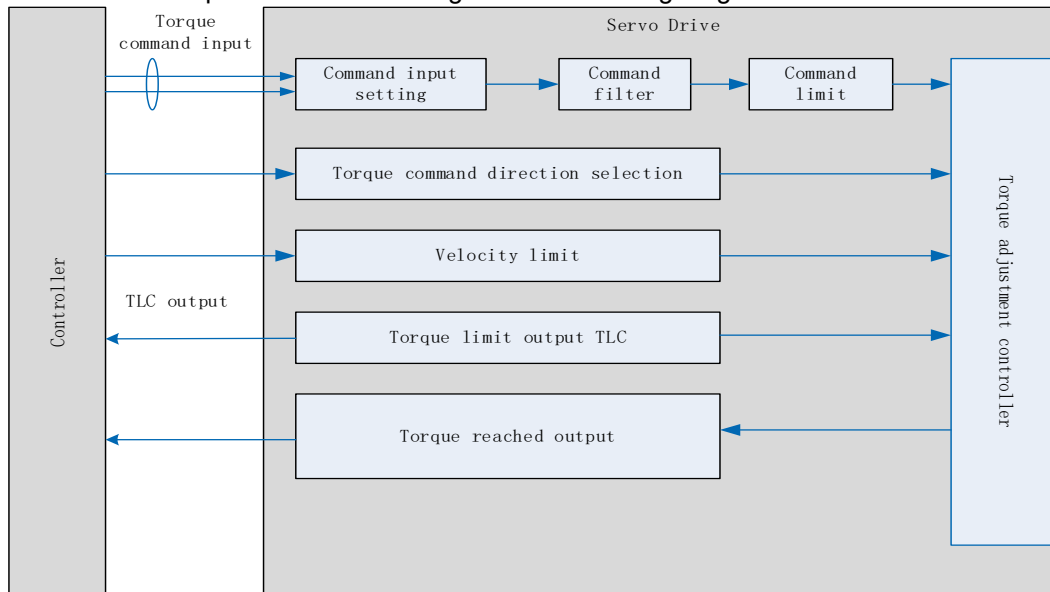 Torque
command input
Servo Drive
Command input
setting
Command
filter
Command
limit
Torque command direction selection
Velocity limit
TLC output
Torque limit output TLC
Torque reached output
Controller
Torque adjustment controller